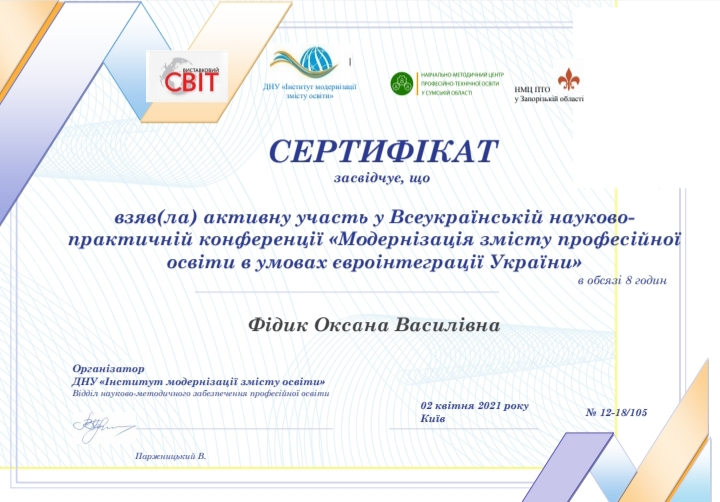 ВИСТАВКОВИЙ
СВІТ
ДНУ «Інститут модернізації
змісту освіти»
НАВЧАЛЬНО-МЕТОДИЧНИЙ ЦЕНТР
ПРОФЕСІЙНО-ТЕХНІЧНОЇ ОСВІТИ
У СУМСЬКІЙ ОБЛАСТІ
НМЦ ПТО
у Запорізькій області
СЕРТИФІКАТ
засвідчує, що
взяв(ла) активну участь у Всеукраїнській науково-
практичній конференції «Модернізація змісту професійної
освіти в умовах євроінтеграції України»
в обсязі 8 годин
Фідик Оксана Василівна
Організатор
ДНУ «Інститут модернізації змісту освіти»
Відділ науково-методичного забезпечення професійної освіти
02 квітня 2021 року
Київ
№ 12-18/105
Паржницький В.